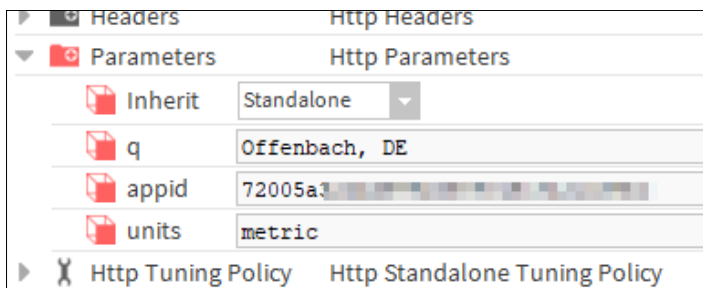 Headers Http Headers
Parameters Http Parameters
Inherit Standalone
q Offenbach, DE
appid 72005a3
units metric
Http Tuning Policy Http Standalone Tuning Policy